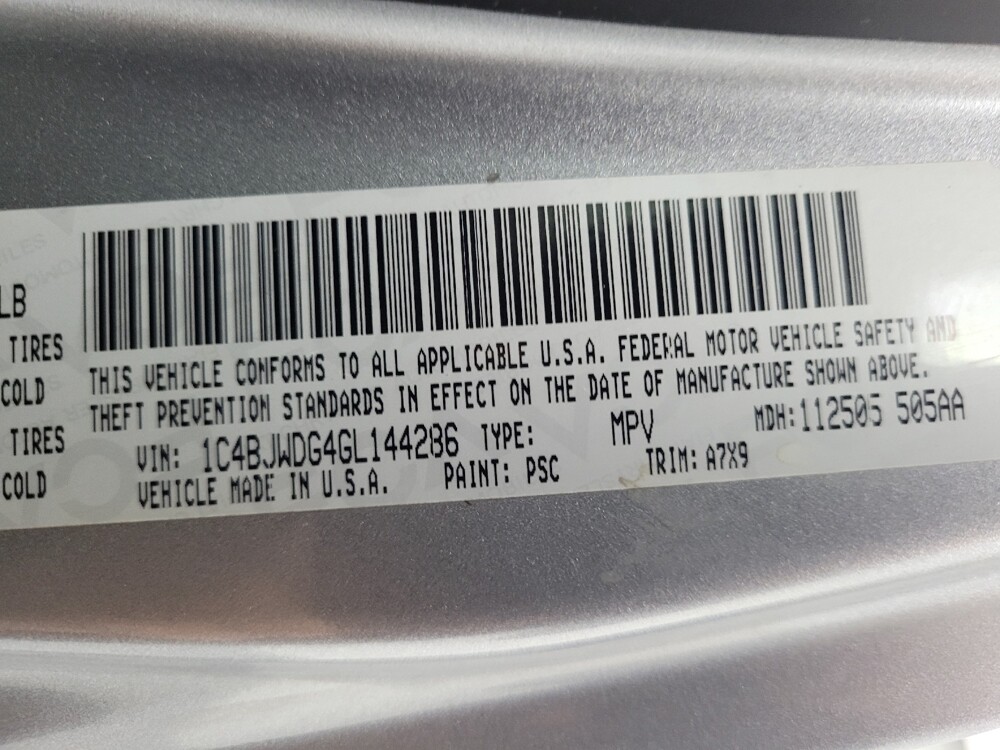 LB
TIRES
COLD
TIRES
COLD
THIS VEHICLE CONFORMS TO ALL APPLICABLE U.S.A. FEDERAL MOTOR VEHICLE SAFETY AND
THEFT PREVENTION STANDARDS IN EFFECT ON THE DATE OF MANUFACTURE SHOWN ABOVE.
VIN: 1C4BJWDG4GL144286 TYPE: MPV MDH:112505 505AA
VEHICLE MADE IN U.S.A. PAINT: PSC TRIM: A7X9